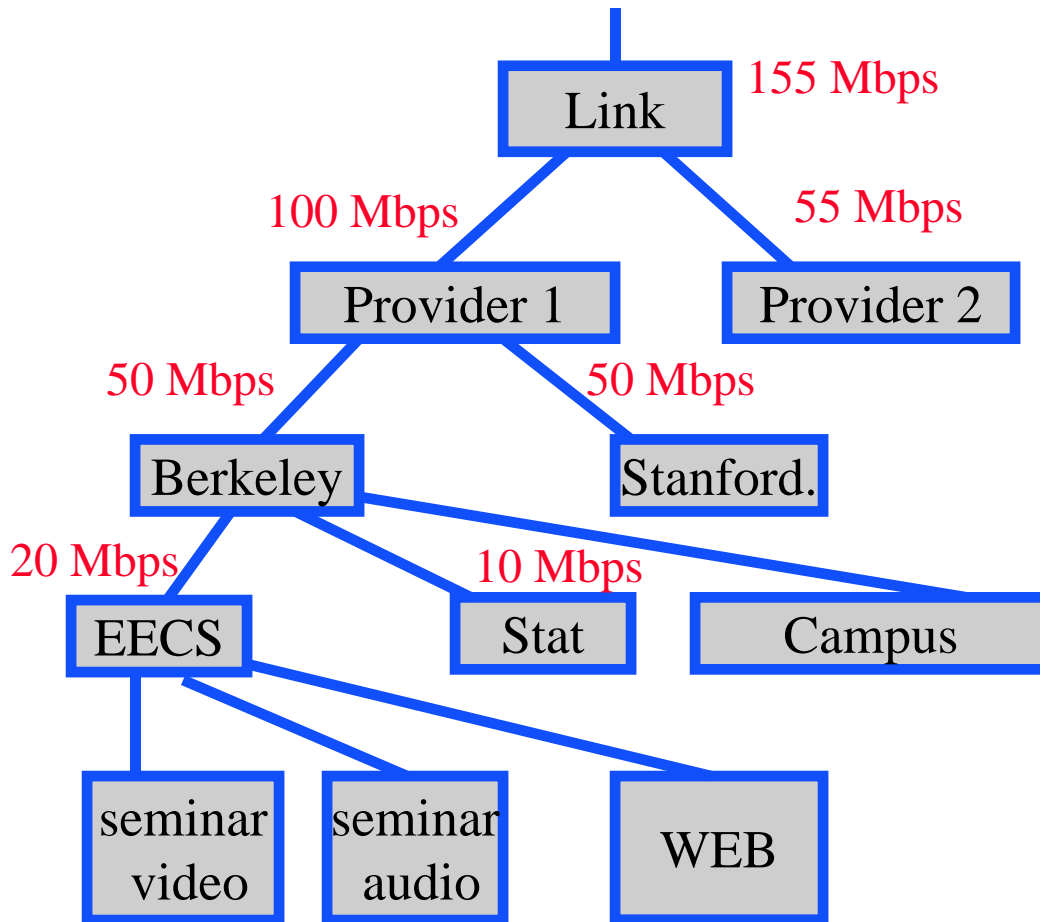 155 Mbps
Link
100 Mbps
55 Mbps
Provider 1
Provider 2
50 Mbps
50 Mbps
Berkeley
Stanford.
20 Mbps
10 Mbps
EECS
Stat
Campus
seminar
video
seminar
audio
WEB